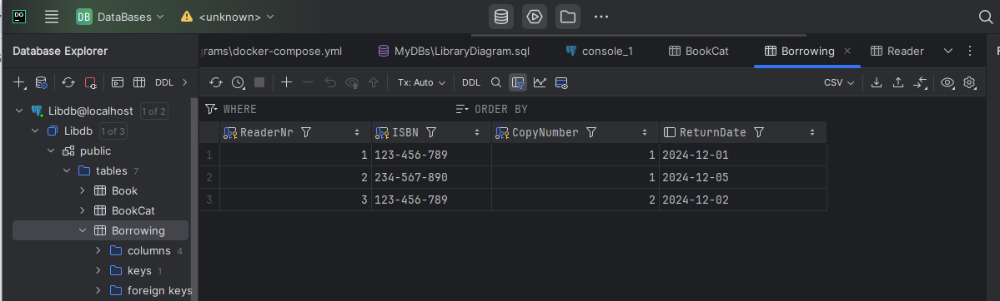 DG DB DataBases <unknown>
Database Explorer
grams\docker-compose.yml MyDBs\LibraryDiagram.sql console_1 BookCat Borrowing Reader
DDL Tx: Auto DDL CSV
WHERE ORDER BY
Libdb@localhost 1 of 2
Libdb 1 of 3
public
tables 7
Book
BookCat
Borrowing
columns 4
keys 1
foreign keys
ReaderNr ISBN CopyNumber ReturnDate
1 1 123-456-789 1 2024-12-01
2 2 234-567-890 1 2024-12-05
3 3 123-456-789 2 2024-12-02